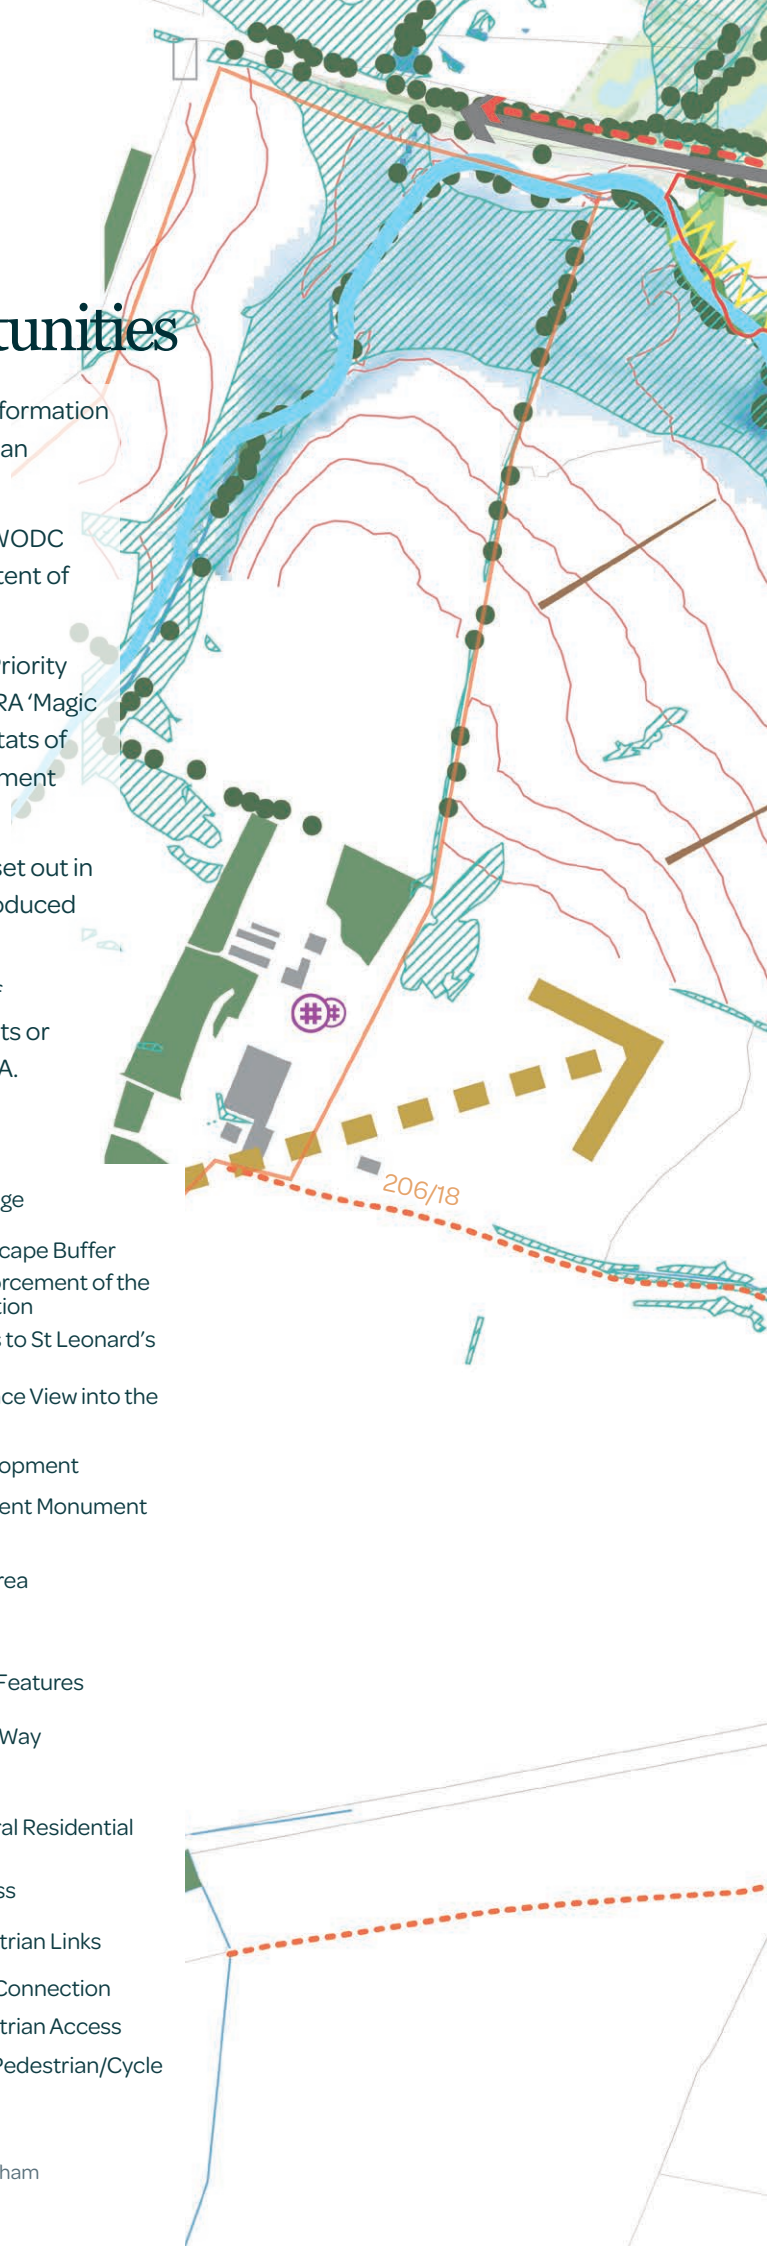 tunities
formation
an
WODC
tent of
Priority
RA ‘Magic
tats of
ment
set out in
oduced
f
ts or
A.
206/18
ge
cape Buffer
orcement of the
tion
s to St Leonard’s
ce View into the
opment
ent Monument
rea
Features
Way
al Residential
ss
trian Links
Connection
trian Access
Pedestrian/Cycle
ham